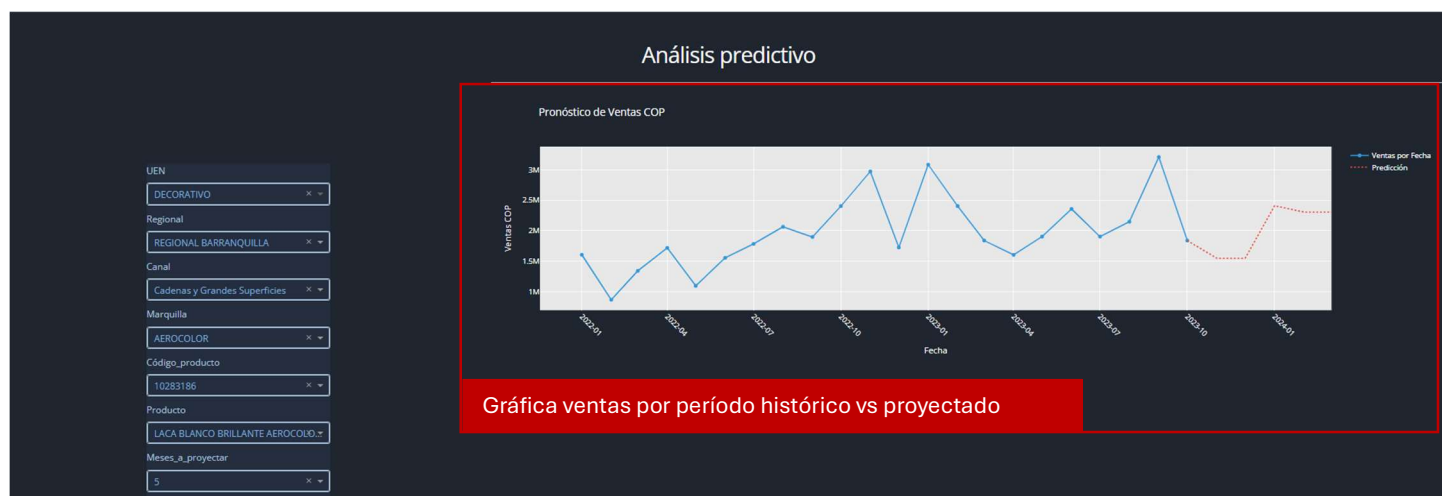 Análisis predictivo
UEN
DECORATIVO
Regional
REGIONAL BARRANQUILLA
Canal
Cadenas y Grandes Superficies
Marquilla
AEROCOLOR
Código_producto
10283186
Producto
LACA BLANCO BRILLANTE AEROCOLO...
Meses_a_proyectar
5
Pronóstico de Ventas COP
Ventas por Fecha
Predicción
Ventas COP
3M
2.5M
2M
1.5M
1M
2022-01
2022-04
2022-07
2022-10
2023-01
2023-04
2023-07
2023-10
2024-01
Fecha
Gráfica ventas por período histórico vs proyectado